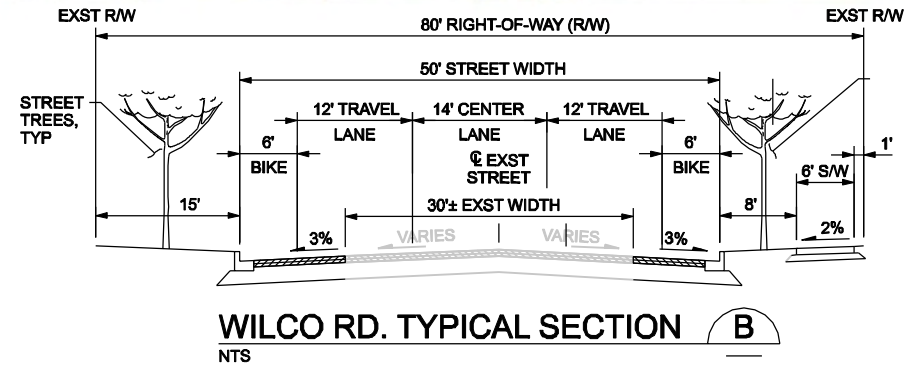 EXST R/W
EXST R/W
80' RIGHT-OF-WAY (R/W)
50' STREET WIDTH
STREET
TREES,
TYP
12' TRAVEL
LANE
14' CENTER
LANE
12' TRAVEL
LANE
6'
BIKE
℄ EXST
STREET
6'
BIKE
1'
6' S/W
15'
30'± EXST WIDTH
8'
3%
VARIES
VARIES
3%
2%
WILCO RD. TYPICAL SECTION
B
NTS